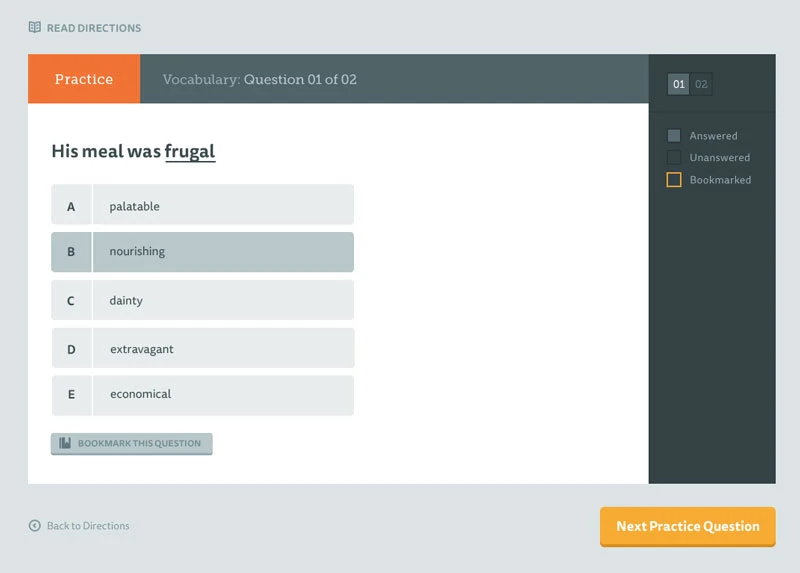 READ DIRECTIONS
Practice
Vocabulary: Question 01 of 02
01 02
Answered
Unanswered
Bookmarked
His meal was frugal
A palatable
B nourishing
C dainty
D extravagant
E economical
BOOKMARK THIS QUESTION
Back to Directions
Next Practice Question